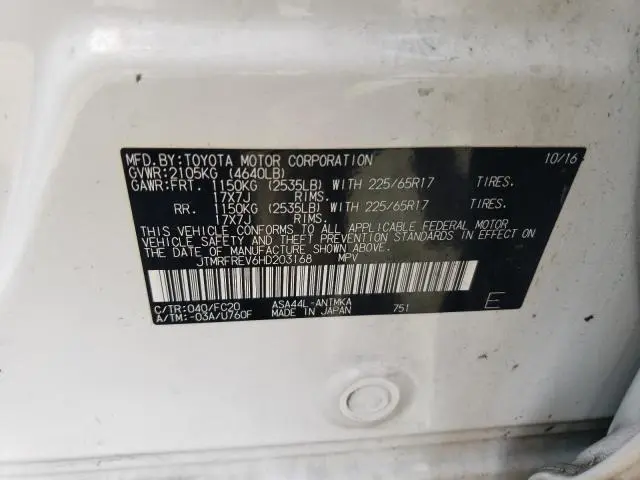 MFD.BY:TOYOTA MOTOR CORPORATION 10/16
GVWR:2105KG (4640LB)
GAWR:FRT. 1150KG (2535LB) WITH 225/65R17 TIRES.
17X7J RIMS.
RR. 1150KG (2535LB) WITH 225/65R17 TIRES.
17X7J RIMS.
THIS VEHICLE CONFORMS TO ALL APPLICABLE FEDERAL MOTOR
VEHICLE SAFETY AND THEFT PREVENTION STANDARDS IN EFFECT ON
THE DATE OF MANUFACTURE SHOWN ABOVE.
JTMRFREV6HD203168 MPV
C/TR:040/FC20 ASA44L-ANTMKA
A/TM:-03A/U760F MADE IN JAPAN 751 E